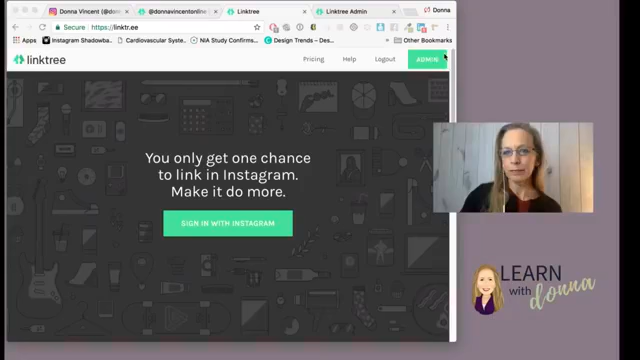 Donna Vincent (@don
@donnavincentonline
Linktree
Linktree Admin
Donna
Secure
https://linktr.ee
Apps
Instagram Shadowba
Cardiovascular System
NIA Study Confirms...
Design Trends – Des
Other Bookmarks
linktree
Pricing
Help
Logout
ADMIN
You only get one chance
to link in Instagram.
Make it do more.
SIGN IN WITH INSTAGRAM
LEARN
with
donna